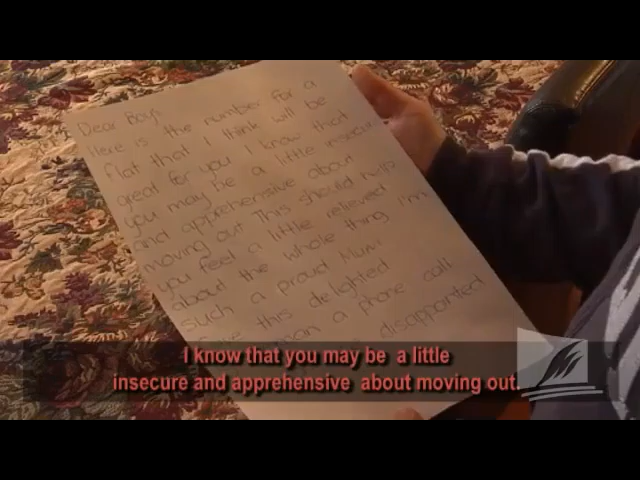 Dear Boys
Here is the number for a
flat that I think will be
great for you I know that
you may be a little insecure
and apprehensive about
moving out This should help
you feel a little relieved
about the whole thing I'm
such a proud Mum
this delighted
a phone call
disappointed
I know that you may be a little
insecure and apprehensive about moving out.